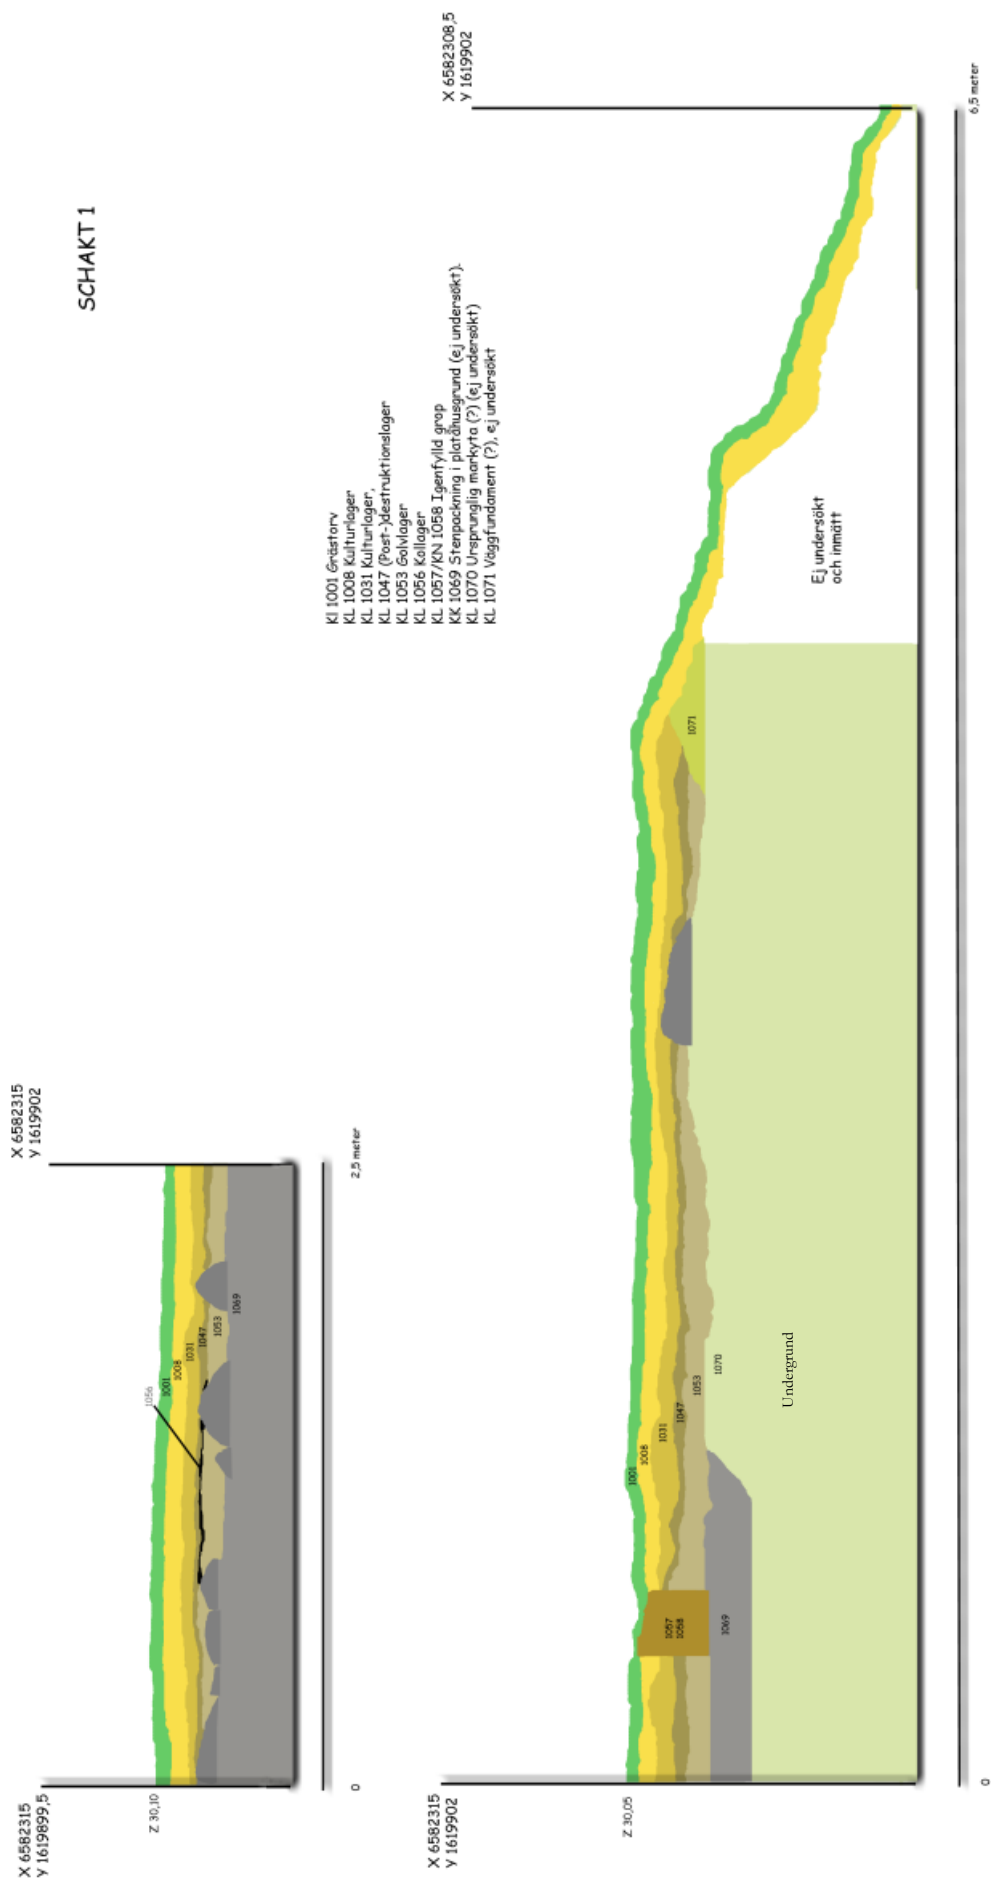 SCHAKT 1
X 6582315
Y 1619899,5
X 6582315
Y 1619902
Z 30,10
1056
1001
1008
1031
1047
1053
1069
0
2,5 meter
Kl 1001 Grästorv
KL 1008 Kulturlager
KL 1031 Kulturlager,
KL 1047 (Post-)destruktionslager
KL 1053 Golvlager
KL 1056 Kollager
KL 1057/KN 1058 Igenfylld grop
KK 1069 Stenpackning i platåhusgrund (ej undersökt).
KL 1070 Ursprunglig markyta (?) (ej undersökt)
KL 1071 Väggfundament (?), ej undersökt
X 6582315
Y 1619902
X 6582308,5
Y 1619902
Z 30,05
1057
1058
1069
1001
1008
1031
1047
1053
1070
1071
Undergrund
Ej undersökt
och inmätt
0
6,5 meter